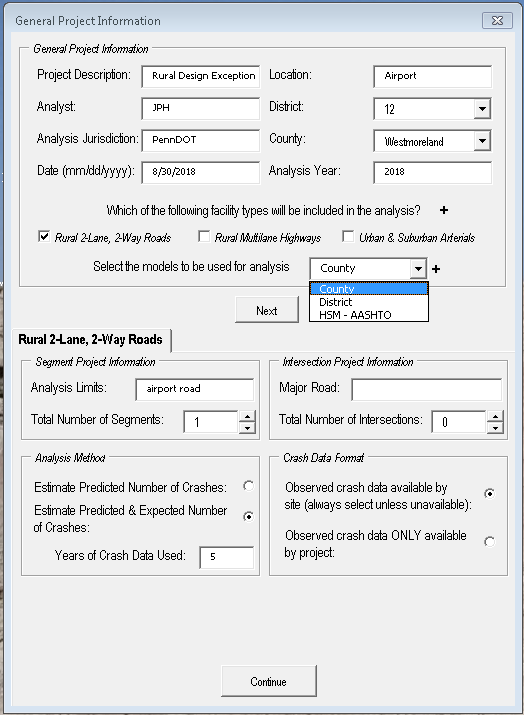 General Project Information
General Project Information
Project Description: Rural Design Exception Location: Airport
Analyst: JPH District: 12
Analysis Jurisdiction: PennDOT County: Westmoreland
Date (mm/dd/yyyy): 8/30/2018 Analysis Year: 2018
Which of the following facility types will be included in the analysis? +
Rural 2-Lane, 2-Way Roads Rural Multilane Highways Urban & Suburban Arterials
Select the models to be used for analysis County +
County
District
HSM - AASHTO
Next
Rural 2-Lane, 2-Way Roads
Segment Project Information
Analysis Limits: airport road
Total Number of Segments: 1
Intersection Project Information
Major Road:
Total Number of Intersections: 0
Analysis Method
Estimate Predicted Number of Crashes:
Estimate Predicted & Expected Number
of Crashes:
Years of Crash Data Used: 5
Crash Data Format
Observed crash data available by
site (always select unless unavailable):
Observed crash data ONLY available
by project:
Continue